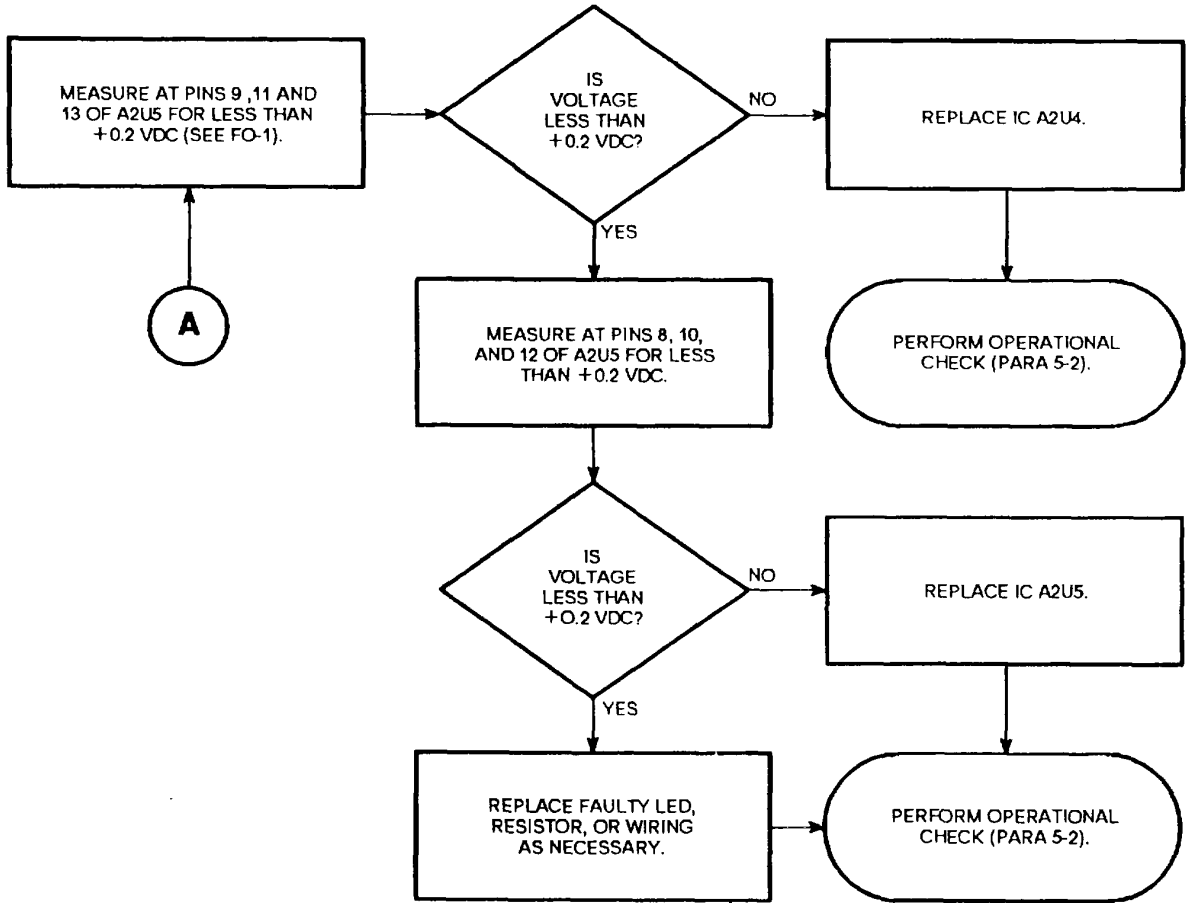 MEASURE AT PINS 9 ,11 AND
13 OF A2U5 FOR LESS THAN
+0.2 VDC (SEE FO-1).
IS
VOLTAGE
LESS THAN
+0.2 VDC?
NO
REPLACE IC A2U4.
YES
A
MEASURE AT PINS 8, 10,
AND 12 OF A2U5 FOR LESS
THAN +0.2 VDC.
PERFORM OPERATIONAL
CHECK (PARA 5-2).
IS
VOLTAGE
LESS THAN
+0.2 VDC?
NO
REPLACE IC A2U5.
YES
REPLACE FAULTY LED,
RESISTOR, OR WIRING
AS NECESSARY.
PERFORM OPERATIONAL
CHECK (PARA 5-2).